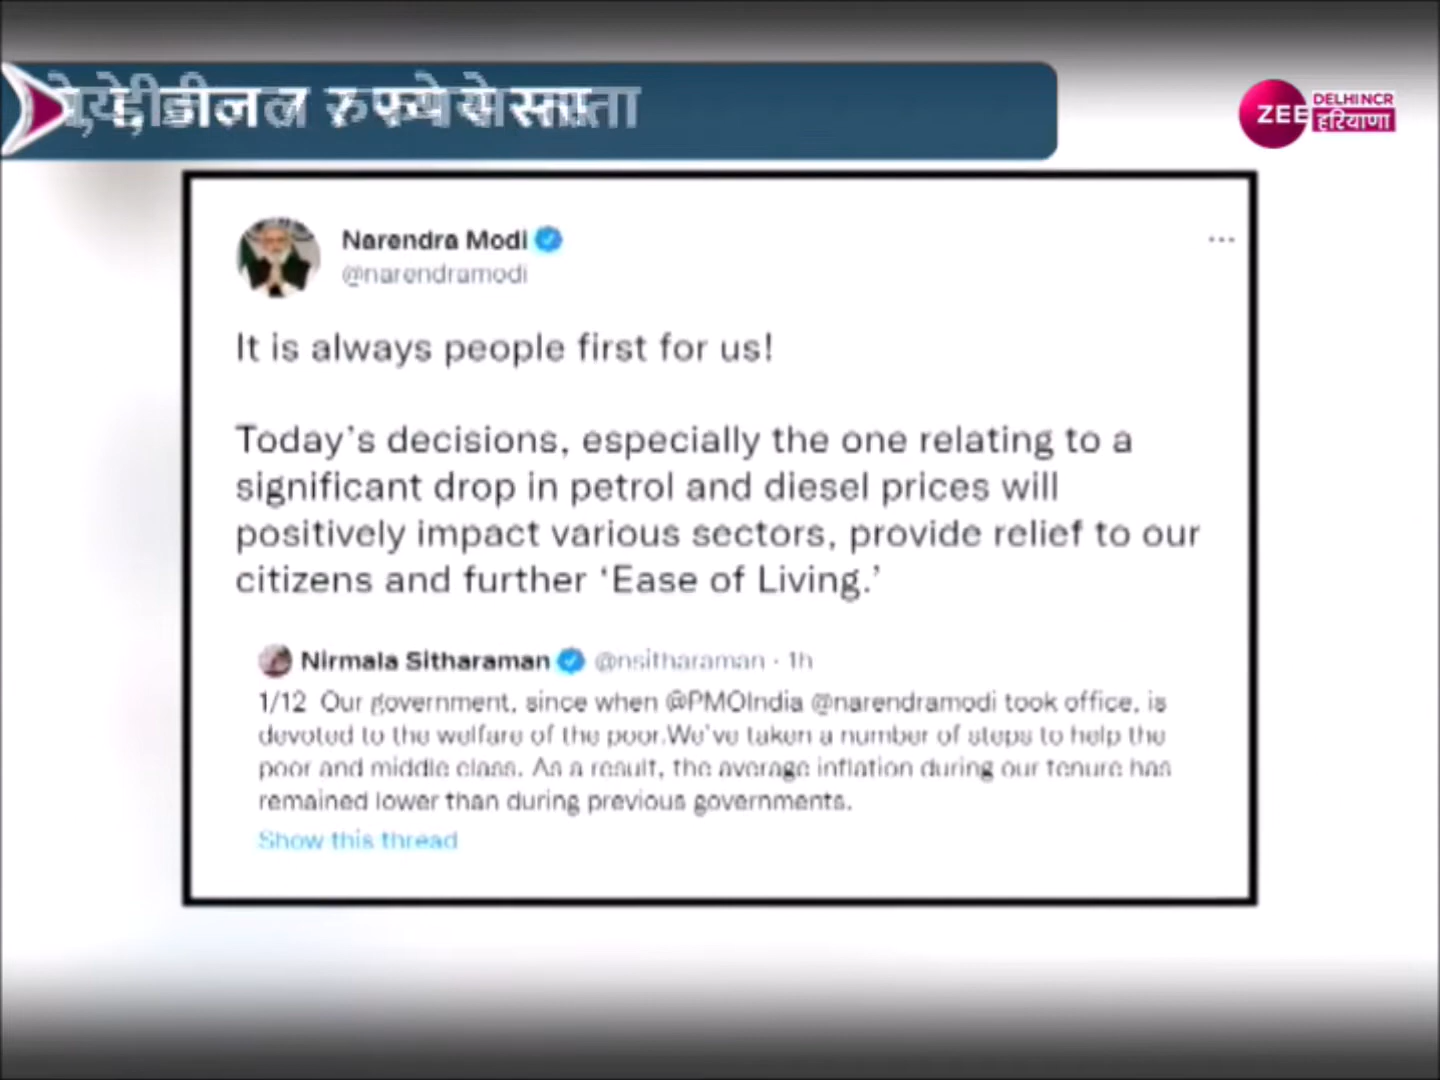 डीजल 7 रुपये सस्ता
ZEE DELHI NCR
हरियाणा
Narendra Modi
@narendramodi
It is always people first for us!
Today's decisions, especially the one relating to a
significant drop in petrol and diesel prices will
positively impact various sectors, provide relief to our
citizens and further ‘Ease of Living.’
Nirmala Sitharaman @nsitharaman · 1h
1/12 Our government, since when @PMOIndia @narendramodi took office, is
devoted to the welfare of the poor.We've taken a number of steps to help the
poor and middle class. As a result, the average inflation during our tenure has
remained lower than during previous governments.
Show this thread